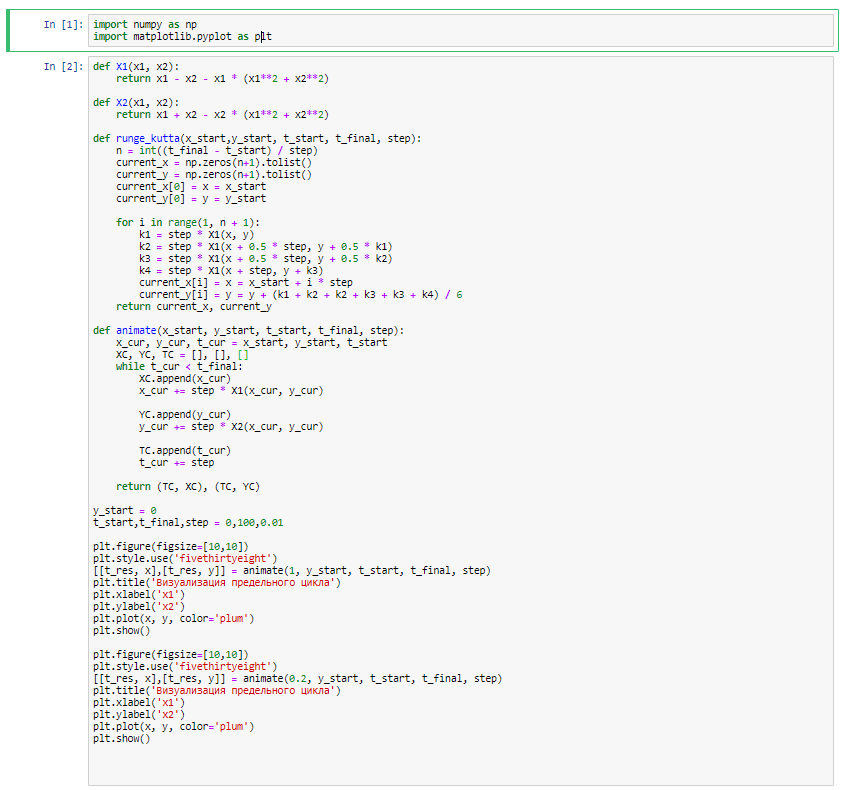 In [1]: import numpy as np
import matplotlib.pyplot as plt
In [2]: def X1(x1, x2):
    return x1 - x2 - x1 * (x1**2 + x2**2)

def X2(x1, x2):
    return x1 + x2 - x2 * (x1**2 + x2**2)

def runge_kutta(x_start,y_start, t_start, t_final, step):
    n = int((t_final - t_start) / step)
    current_x = np.zeros(n+1).tolist()
    current_y = np.zeros(n+1).tolist()
    current_x[0] = x = x_start
    current_y[0] = y = y_start

    for i in range(1, n + 1):
        k1 = step * X1(x, y)
        k2 = step * X1(x + 0.5 * step, y + 0.5 * k1)
        k3 = step * X1(x + 0.5 * step, y + 0.5 * k2)
        k4 = step * X1(x + step, y + k3)
        current_x[i] = x = x_start + i * step
        current_y[i] = y = y + (k1 + k2 + k2 + k3 + k3 + k4) / 6
    return current_x, current_y

def animate(x_start, y_start, t_start, t_final, step):
    x_cur, y_cur, t_cur = x_start, y_start, t_start
    XC, YC, TC = [], [], []
    while t_cur < t_final:
        XC.append(x_cur)
        x_cur += step * X1(x_cur, y_cur)

        YC.append(y_cur)
        y_cur += step * X2(x_cur, y_cur)

        TC.append(t_cur)
        t_cur += step

    return (TC, XC), (TC, YC)

y_start = 0
t_start,t_final,step = 0,100,0.01

plt.figure(figsize=[10,10])
plt.style.use('fivethirtyeight')
[[t_res, x],[t_res, y]] = animate(1, y_start, t_start, t_final, step)
plt.title('Визуализация предельного цикла')
plt.xlabel('x1')
plt.ylabel('x2')
plt.plot(x, y, color='plum')
plt.show()

plt.figure(figsize=[10,10])
plt.style.use('fivethirtyeight')
[[t_res, x],[t_res, y]] = animate(0.2, y_start, t_start, t_final, step)
plt.title('Визуализация предельного цикла')
plt.xlabel('x1')
plt.ylabel('x2')
plt.plot(x, y, color='plum')
plt.show()